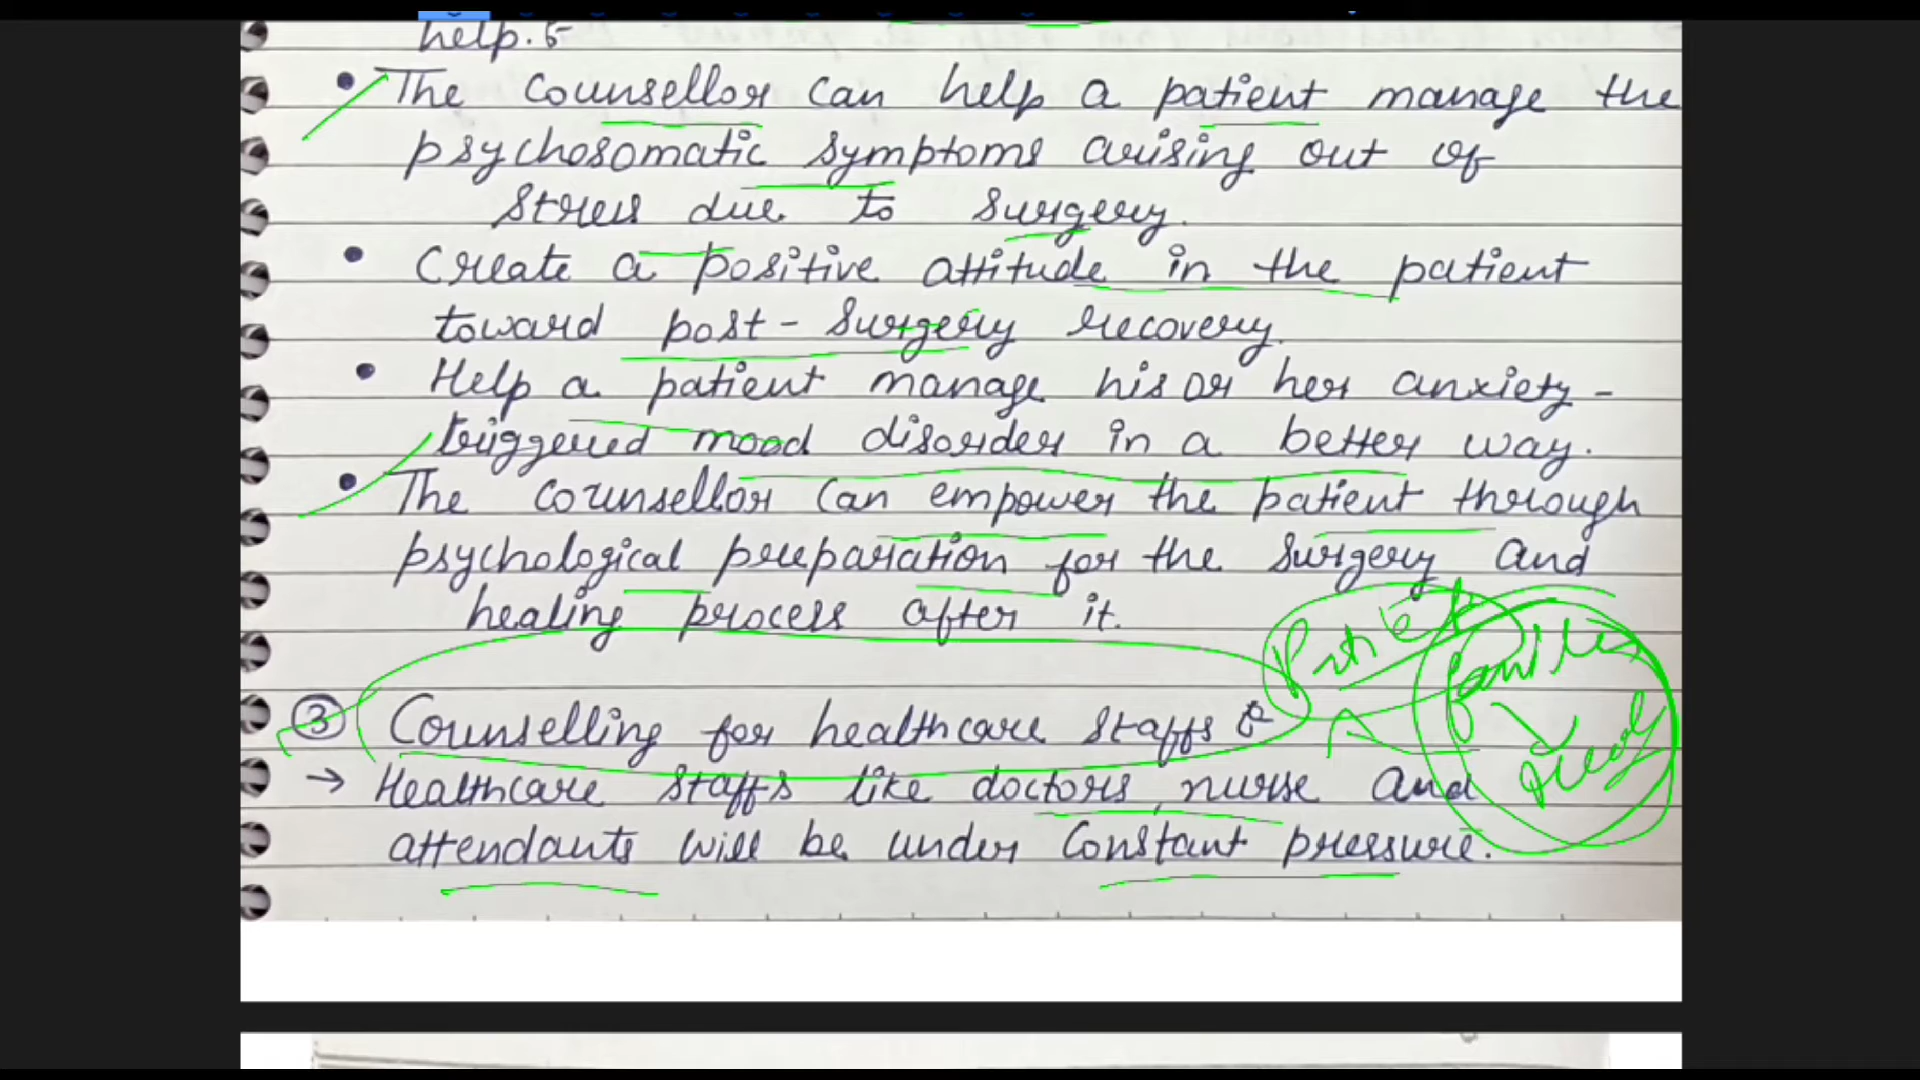 help.
• The counsellor can help a patient manage the
psychosomatic symptoms arising out of
stress due to surgery.
• Create a positive attitude in the patient
toward post-surgery recovery.
• Help a patient manage his or her anxiety-
triggered mood disorder in a better way.
• The counsellor can empower the patient through
psychological preparation for the surgery and
healing process after it.
Patient
families
③ Counselling for healthcare staffs
→ Healthcare staffs like doctors, nurse and
attendants will be under constant pressure.